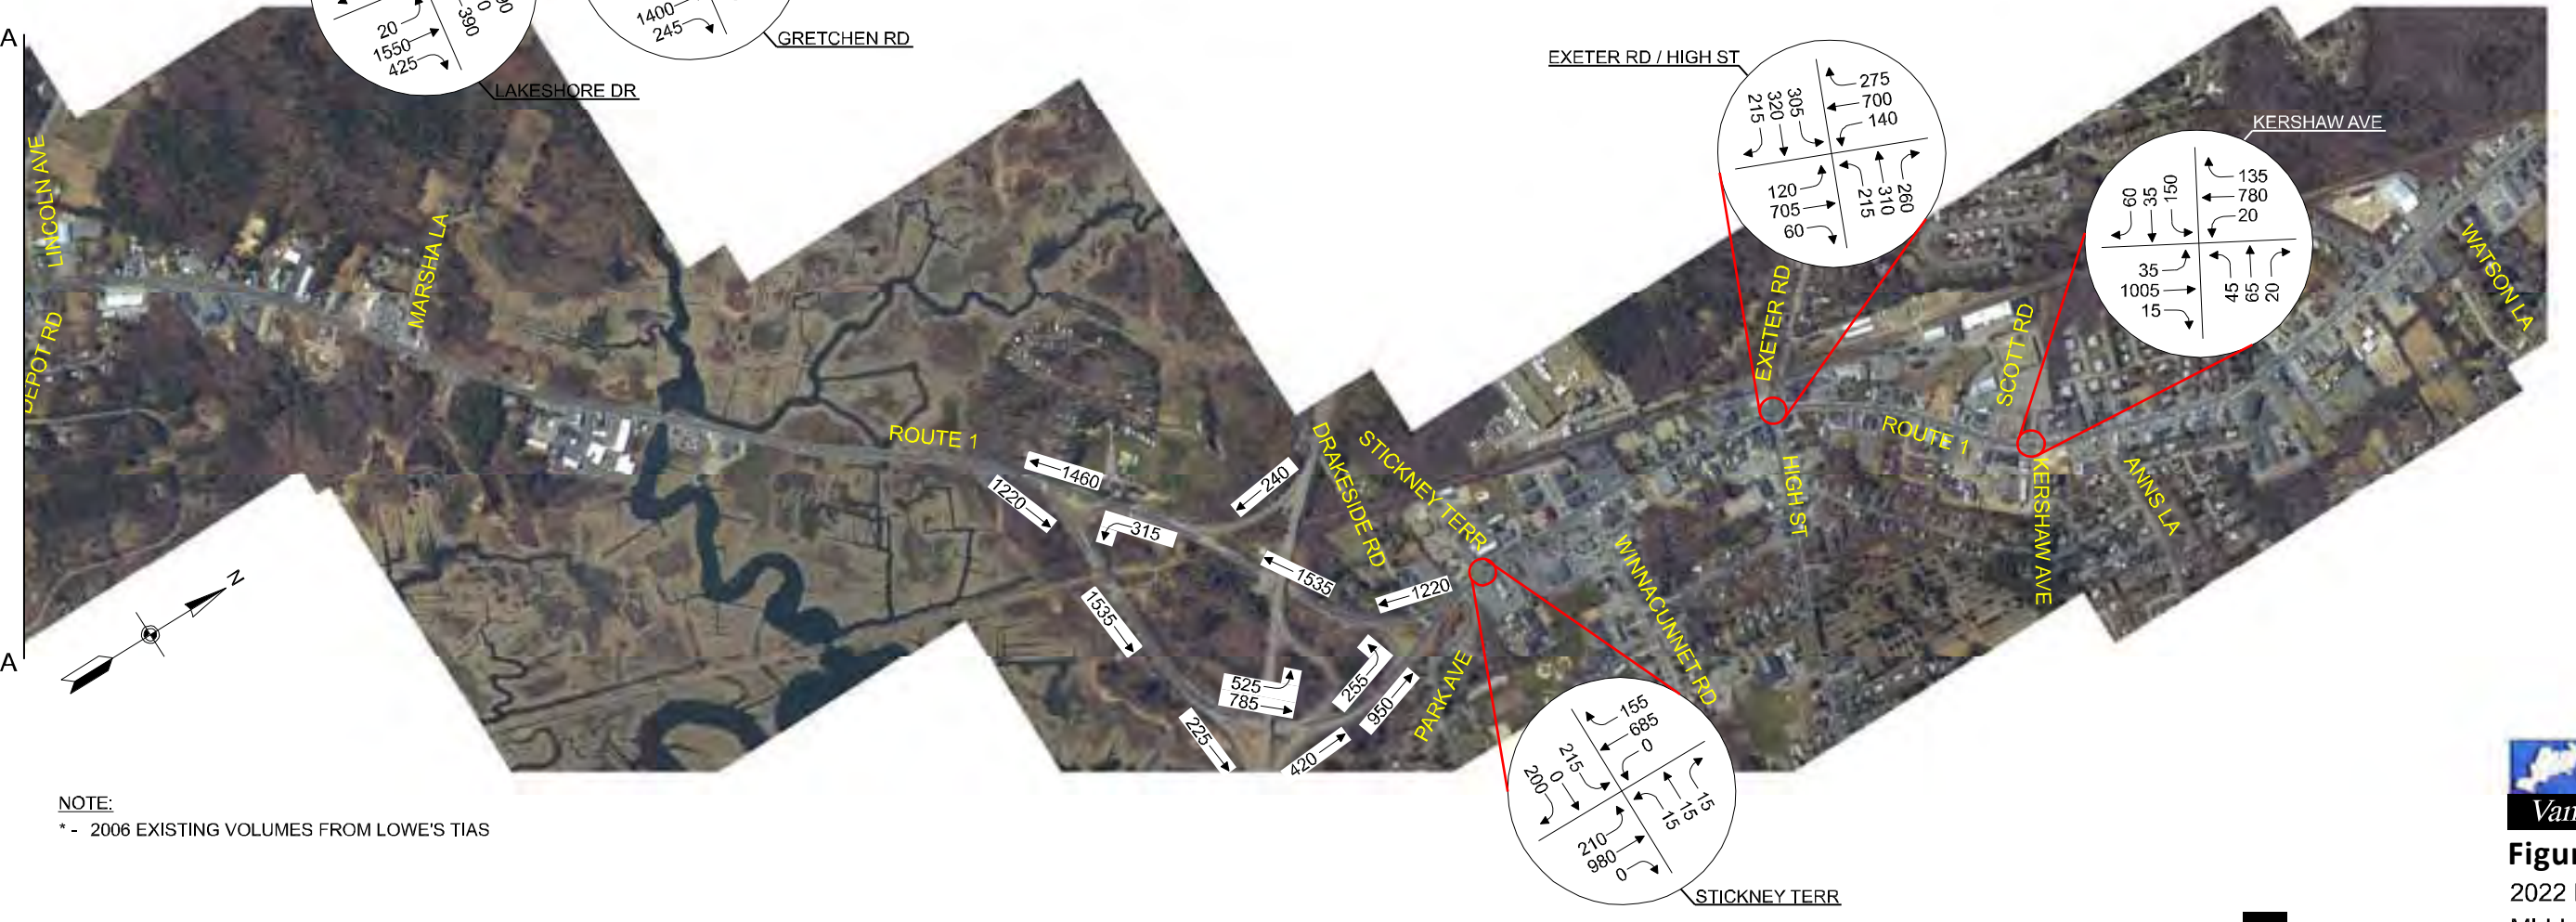 A
20
1550
425
390
LAKESHORE DR
1400
245
GRETCHEN RD
EXETER RD / HIGH ST
215
320
305
275
700
140
120
705
60
215
310
260
KERSHAW AVE
60
35
150
135
780
20
35
1005
15
45
65
20
LINCOLN AVE
DEPOT RD
MARSHA LA
ROUTE 1
1460
1220
315
240
1535
1220
1535
525
785
255
950
225
420
DRAKESIDE RD
STICKNEY TERR
PARK AVE
WINNACUNNET RD
EXETER RD
HIGH ST
ROUTE 1
SCOTT RD
KERSHAW AVE
ANNS LA
WATSON LA
N
A
200
0
215
155
685
0
210
980
0
15
15
15
STICKNEY TERR
NOTE:
* - 2006 EXISTING VOLUMES FROM LOWE'S TIAS
Van
Figur
2022